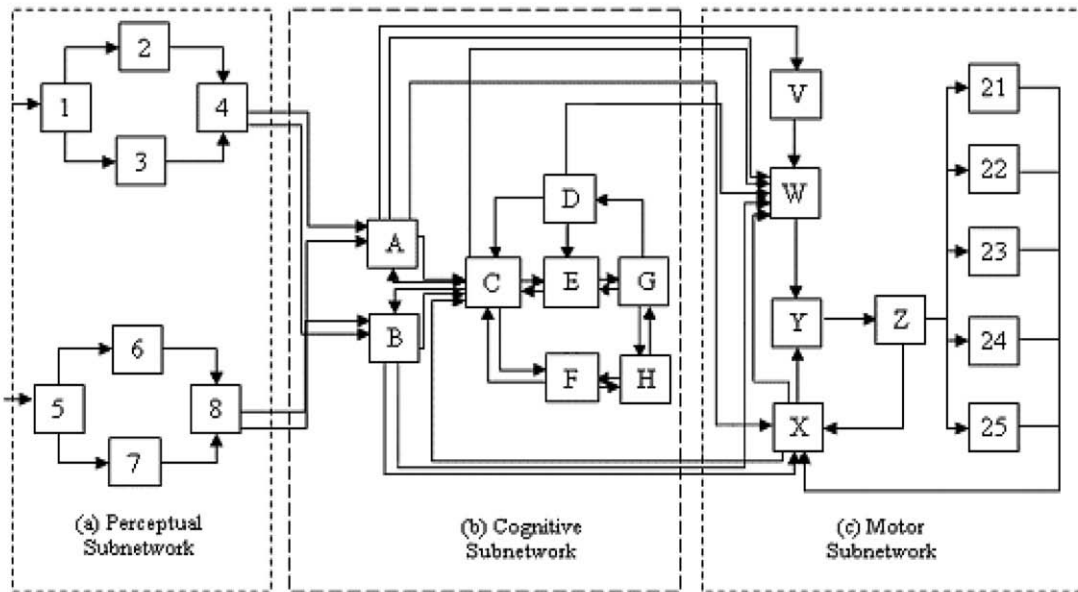 1
2
3
4
5
6
7
8
(a) Perceptual
Subnetwork
A
B
C
D
E
F
G
H
(b) Cognitive
Subnetwork
V
W
X
Y
Z
21
22
23
24
25
(c) Motor
Subnetwork